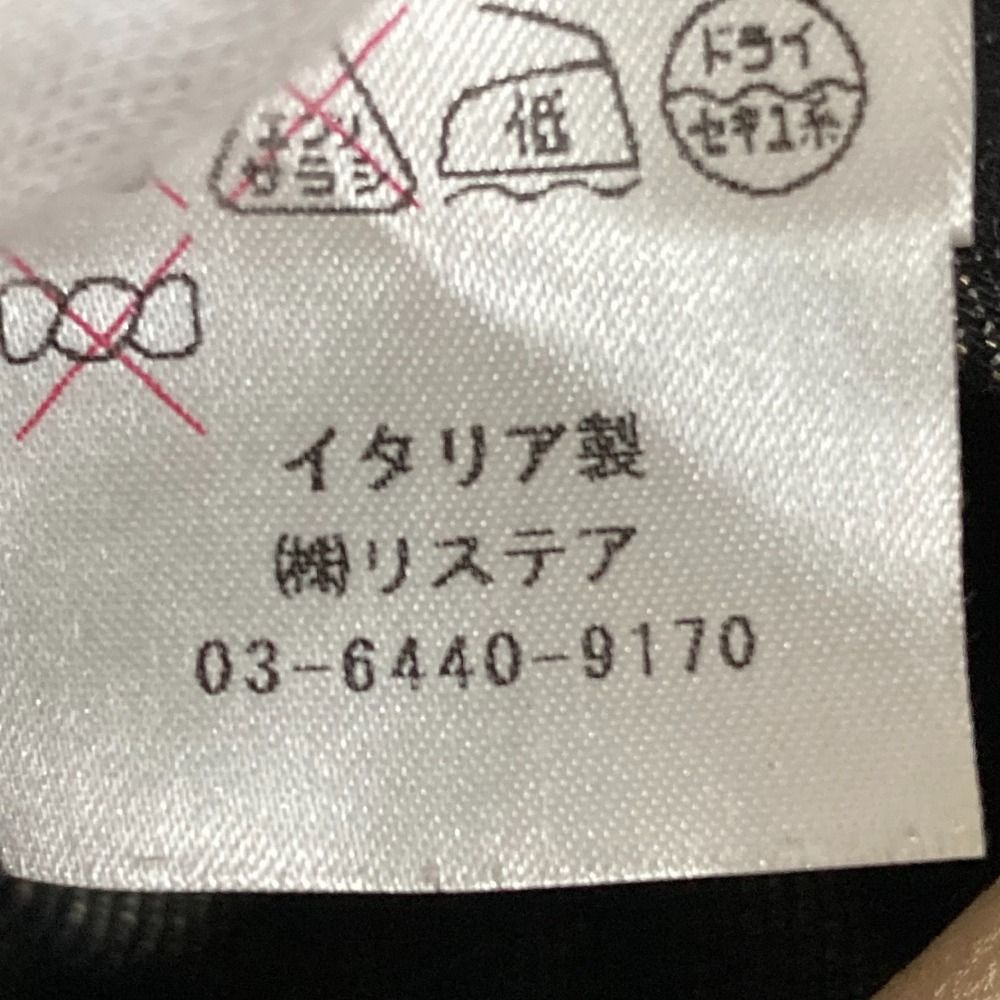 エンソ
サラシ
低
ドライ
セキユ系
イタリア製
㈱リステア
03-6440-9170